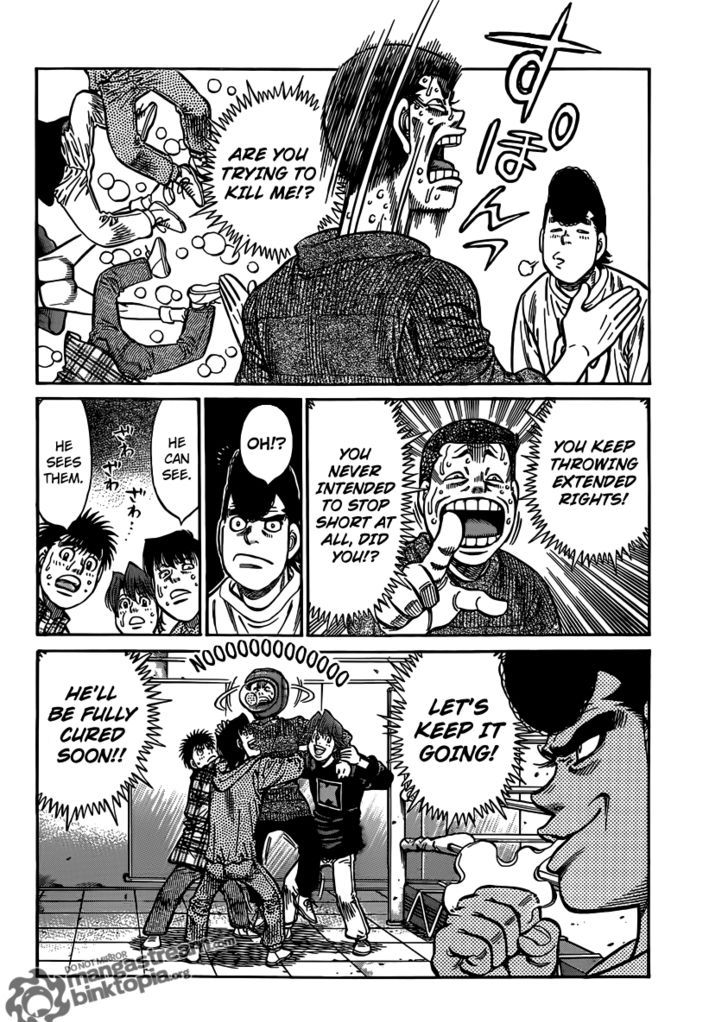 すぽーんっ
ARE YOU
TRYING TO
KILL ME!?
YOU KEEP
THROWING
EXTENDED
RIGHTS!
YOU
NEVER
INTENDED
TO STOP
SHORT AT
ALL, DID
YOU!?
OH!?
HE
CAN
SEE.
ざわ
ざわ...
HE
SEES
THEM.
LET'S
KEEP IT
GOING!
NOOOOOOOOOOOOO
HE'LL
BE FULLY
CURED
SOON!!
K
DO NOT MIRROR
mangastream.com
binktopia.org